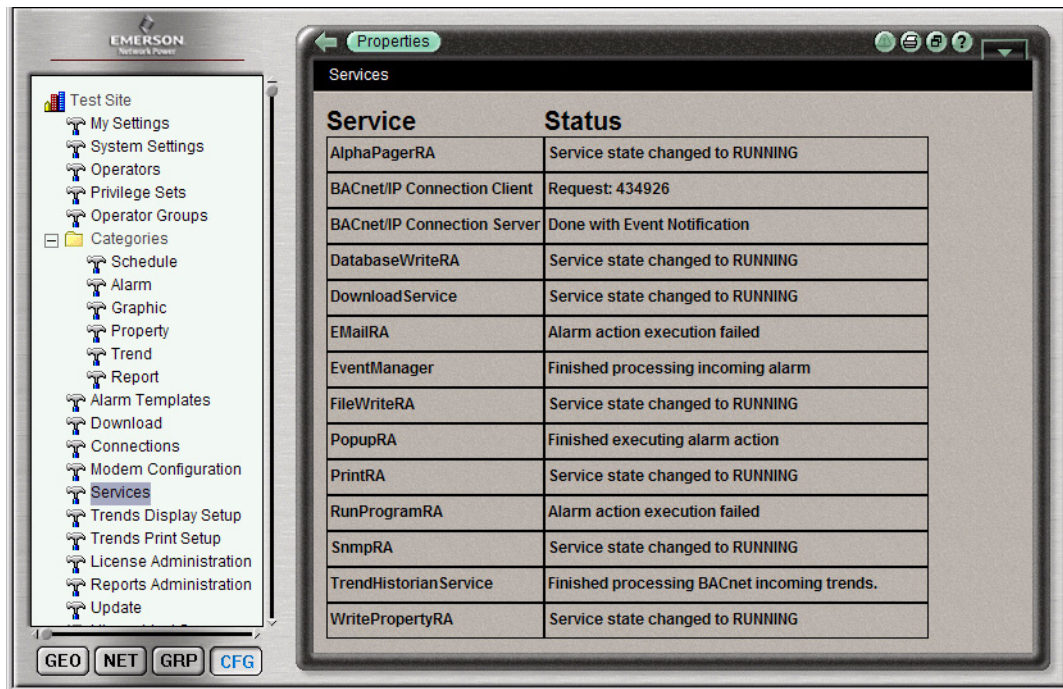 EMERSON
Network Power
Properties
?
Services
Test Site
My Settings
System Settings
Operators
Privilege Sets
Operator Groups
Categories
Schedule
Alarm
Graphic
Property
Trend
Report
Alarm Templates
Download
Connections
Modem Configuration
Services
Trends Display Setup
Trends Print Setup
License Administration
Reports Administration
Update
GEO NET GRP CFG
Service Status
AlphaPagerRA Service state changed to RUNNING
BACnet/IP Connection Client Request: 434926
BACnet/IP Connection Server Done with Event Notification
DatabaseWriteRA Service state changed to RUNNING
DownloadService Service state changed to RUNNING
EMailRA Alarm action execution failed
EventManager Finished processing incoming alarm
FileWriteRA Service state changed to RUNNING
PopupRA Finished executing alarm action
PrintRA Service state changed to RUNNING
RunProgramRA Alarm action execution failed
SnmpRA Service state changed to RUNNING
TrendHistorianService Finished processing BACnet incoming trends.
WritePropertyRA Service state changed to RUNNING